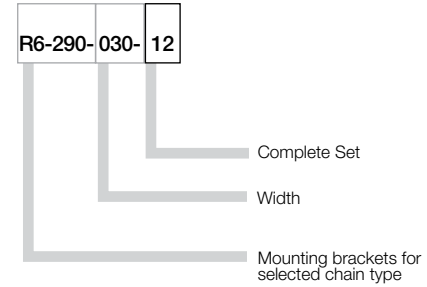 R6-290-030-12
Complete Set
Width
Mounting brackets for
selected chain type